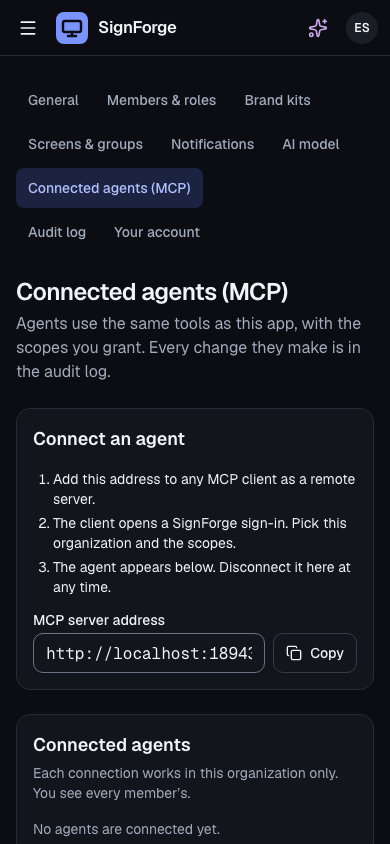 SignForge
ES
General Members & roles Brand kits
Screens & groups Notifications AI model
Connected agents (MCP)
Audit log Your account
Connected agents (MCP)
Agents use the same tools as this app, with the
scopes you grant. Every change they make is in
the audit log.
Connect an agent
1. Add this address to any MCP client as a remote
server.
2. The client opens a SignForge sign-in. Pick this
organization and the scopes.
3. The agent appears below. Disconnect it here at
any time.
MCP server address
http://localhost:1894
Copy
Connected agents
Each connection works in this organization only.
You see every member's.
No agents are connected yet.